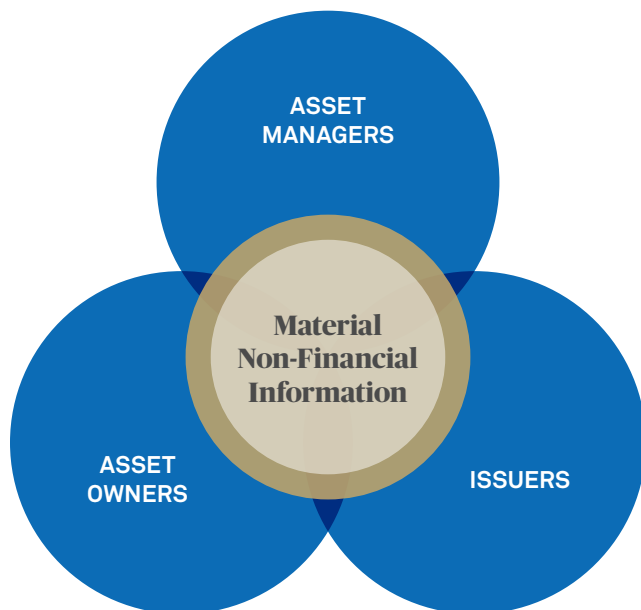 ASSET
MANAGERS
Material
Non-Financial
Information
ASSET
OWNERS
ISSUERS